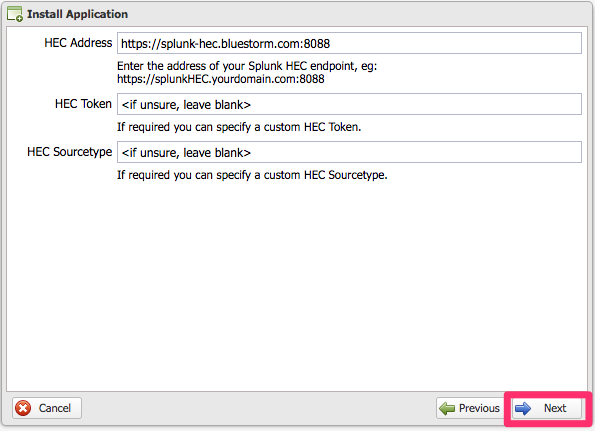 Install Application
HEC Address
https://splunk-hec.bluestorm.com:8088
Enter the address of your Splunk HEC endpoint, eg:
https://splunkHEC.yourdomain.com:8088
HEC Token
<if unsure, leave blank>
If required you can specify a custom HEC Token.
HEC Sourcetype
<if unsure, leave blank>
If required you can specify a custom HEC Sourcetype.
Cancel
Previous
Next